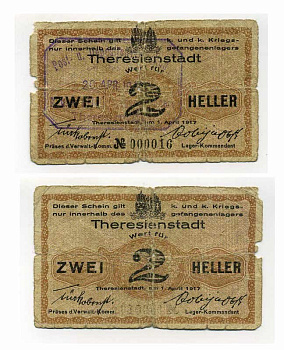 Dieser Schein gilt k. und k. Kriegs-
nur innerhalb des gefangenenlagers
Theresienstadt
Wert für
ZWEI 2 HELLER
Theresienstadt, am 1. April 1917
№ 000016
Präses d. Verwalt.-Komm. Lager-Kommandant
Dieser Schein gilt k. und k. Kriegs-
nur innerhalb des gefangenenlagers
Theresienstadt
Wert für
ZWEI 2 HELLER
Theresienstadt, am 1. April 1917
Präses d. Verwalt.-Komm. Lager-Kommandant